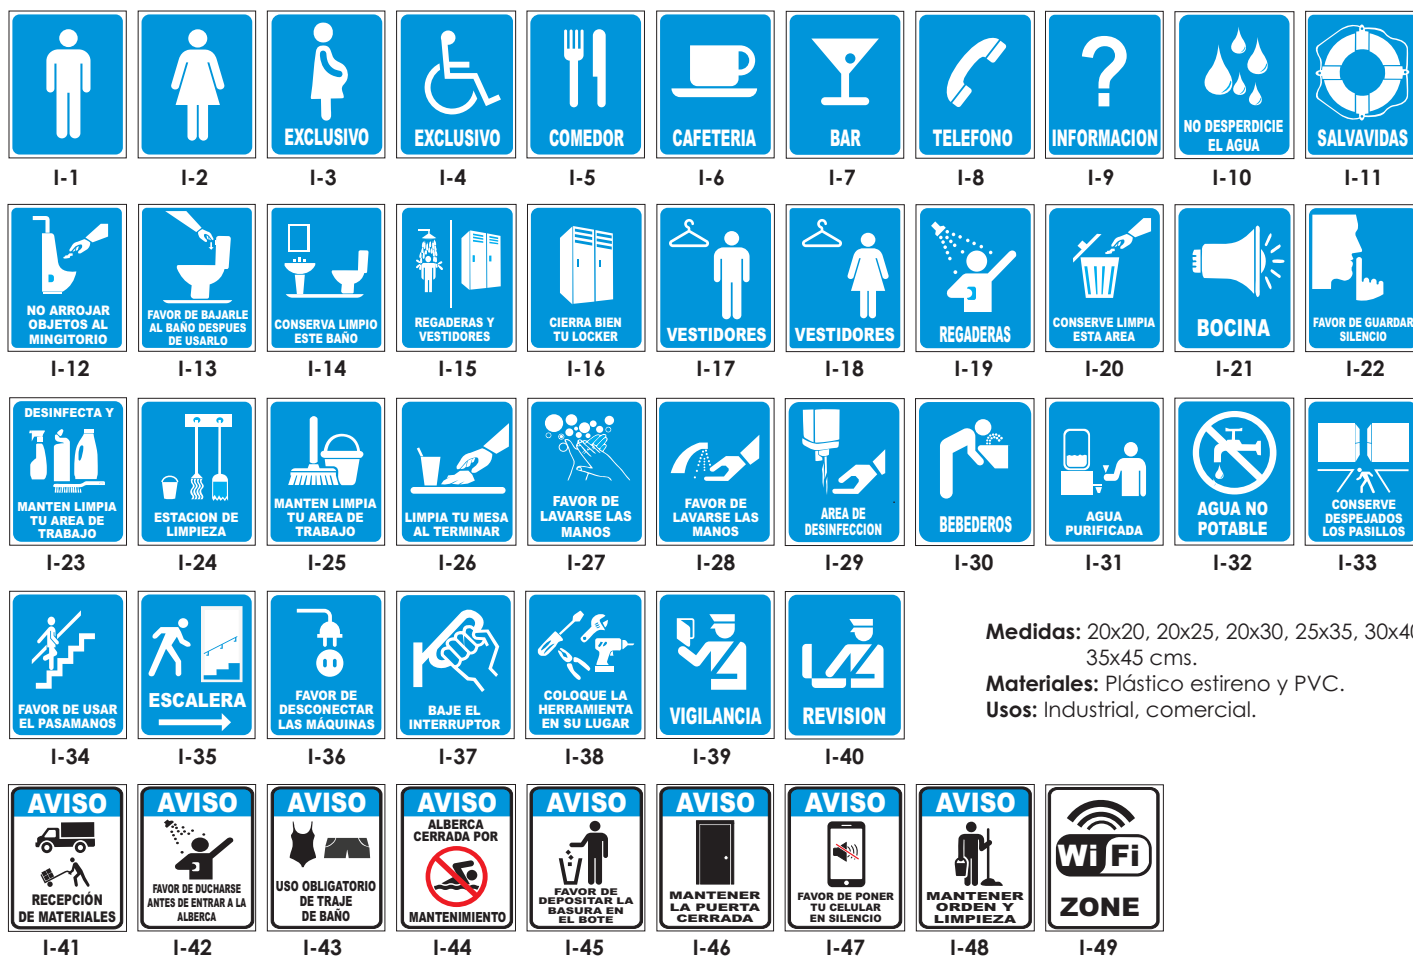 I-1
I-2
EXCLUSIVO
I-3
EXCLUSIVO
I-4
COMEDOR
I-5
CAFETERIA
I-6
BAR
I-7
TELEFONO
I-8
INFORMACION
I-9
NO DESPERDICIE
EL AGUA
I-10
SALVAVIDAS
I-11
NO ARROJAR
OBJETOS AL
MINGITORIO
I-12
FAVOR DE BAJARLE
AL BAÑO DESPUES
DE USARLO
I-13
CONSERVA LIMPIO
ESTE BAÑO
I-14
REGADERAS Y
VESTIDORES
I-15
CIERRA BIEN
TU LOCKER
I-16
VESTIDORES
I-17
VESTIDORES
I-18
REGADERAS
I-19
CONSERVE LIMPIA
ESTA AREA
I-20
BOCINA
I-21
FAVOR DE GUARDAR
SILENCIO
I-22
DESINFECTA Y
MANTEN LIMPIA
TU AREA DE
TRABAJO
I-23
ESTACION DE
LIMPIEZA
I-24
MANTEN LIMPIA
TU AREA DE
TRABAJO
I-25
LIMPIA TU MESA
AL TERMINAR
I-26
FAVOR DE
LAVARSE LAS
MANOS
I-27
FAVOR DE
LAVARSE LAS
MANOS
I-28
AREA DE
DESINFECCION
I-29
BEBEDEROS
I-30
AGUA
PURIFICADA
I-31
AGUA NO
POTABLE
I-32
CONSERVE
DESPEJADOS
LOS PASILLOS
I-33
FAVOR DE USAR
EL PASAMANOS
I-34
ESCALERA
I-35
FAVOR DE
DESCONECTAR
LAS MÁQUINAS
I-36
BAJE EL
INTERRUPTOR
I-37
COLOQUE LA
HERRAMIENTA
EN SU LUGAR
I-38
VIGILANCIA
I-39
REVISION
I-40
Medidas: 20x20, 20x25, 20x30, 25x35, 30x40
35x45 cms.
Materiales: Plástico estireno y PVC.
Usos: Industrial, comercial.
AVISO
RECEPCIÓN
DE MATERIALES
I-41
AVISO
FAVOR DE DUCHARSE
ANTES DE ENTRAR A LA
ALBERCA
I-42
AVISO
USO OBLIGATORIO
DE TRAJE
DE BAÑO
I-43
AVISO
ALBERCA
CERRADA POR
MANTENIMIENTO
I-44
AVISO
FAVOR DE
DEPOSITAR LA
BASURA EN
EL BOTE
I-45
AVISO
MANTENER
LA PUERTA
CERRADA
I-46
AVISO
FAVOR DE PONER
TU CELULAR
EN SILENCIO
I-47
AVISO
MANTENER
ORDEN Y
LIMPIEZA
I-48
Wi Fi
ZONE
I-49